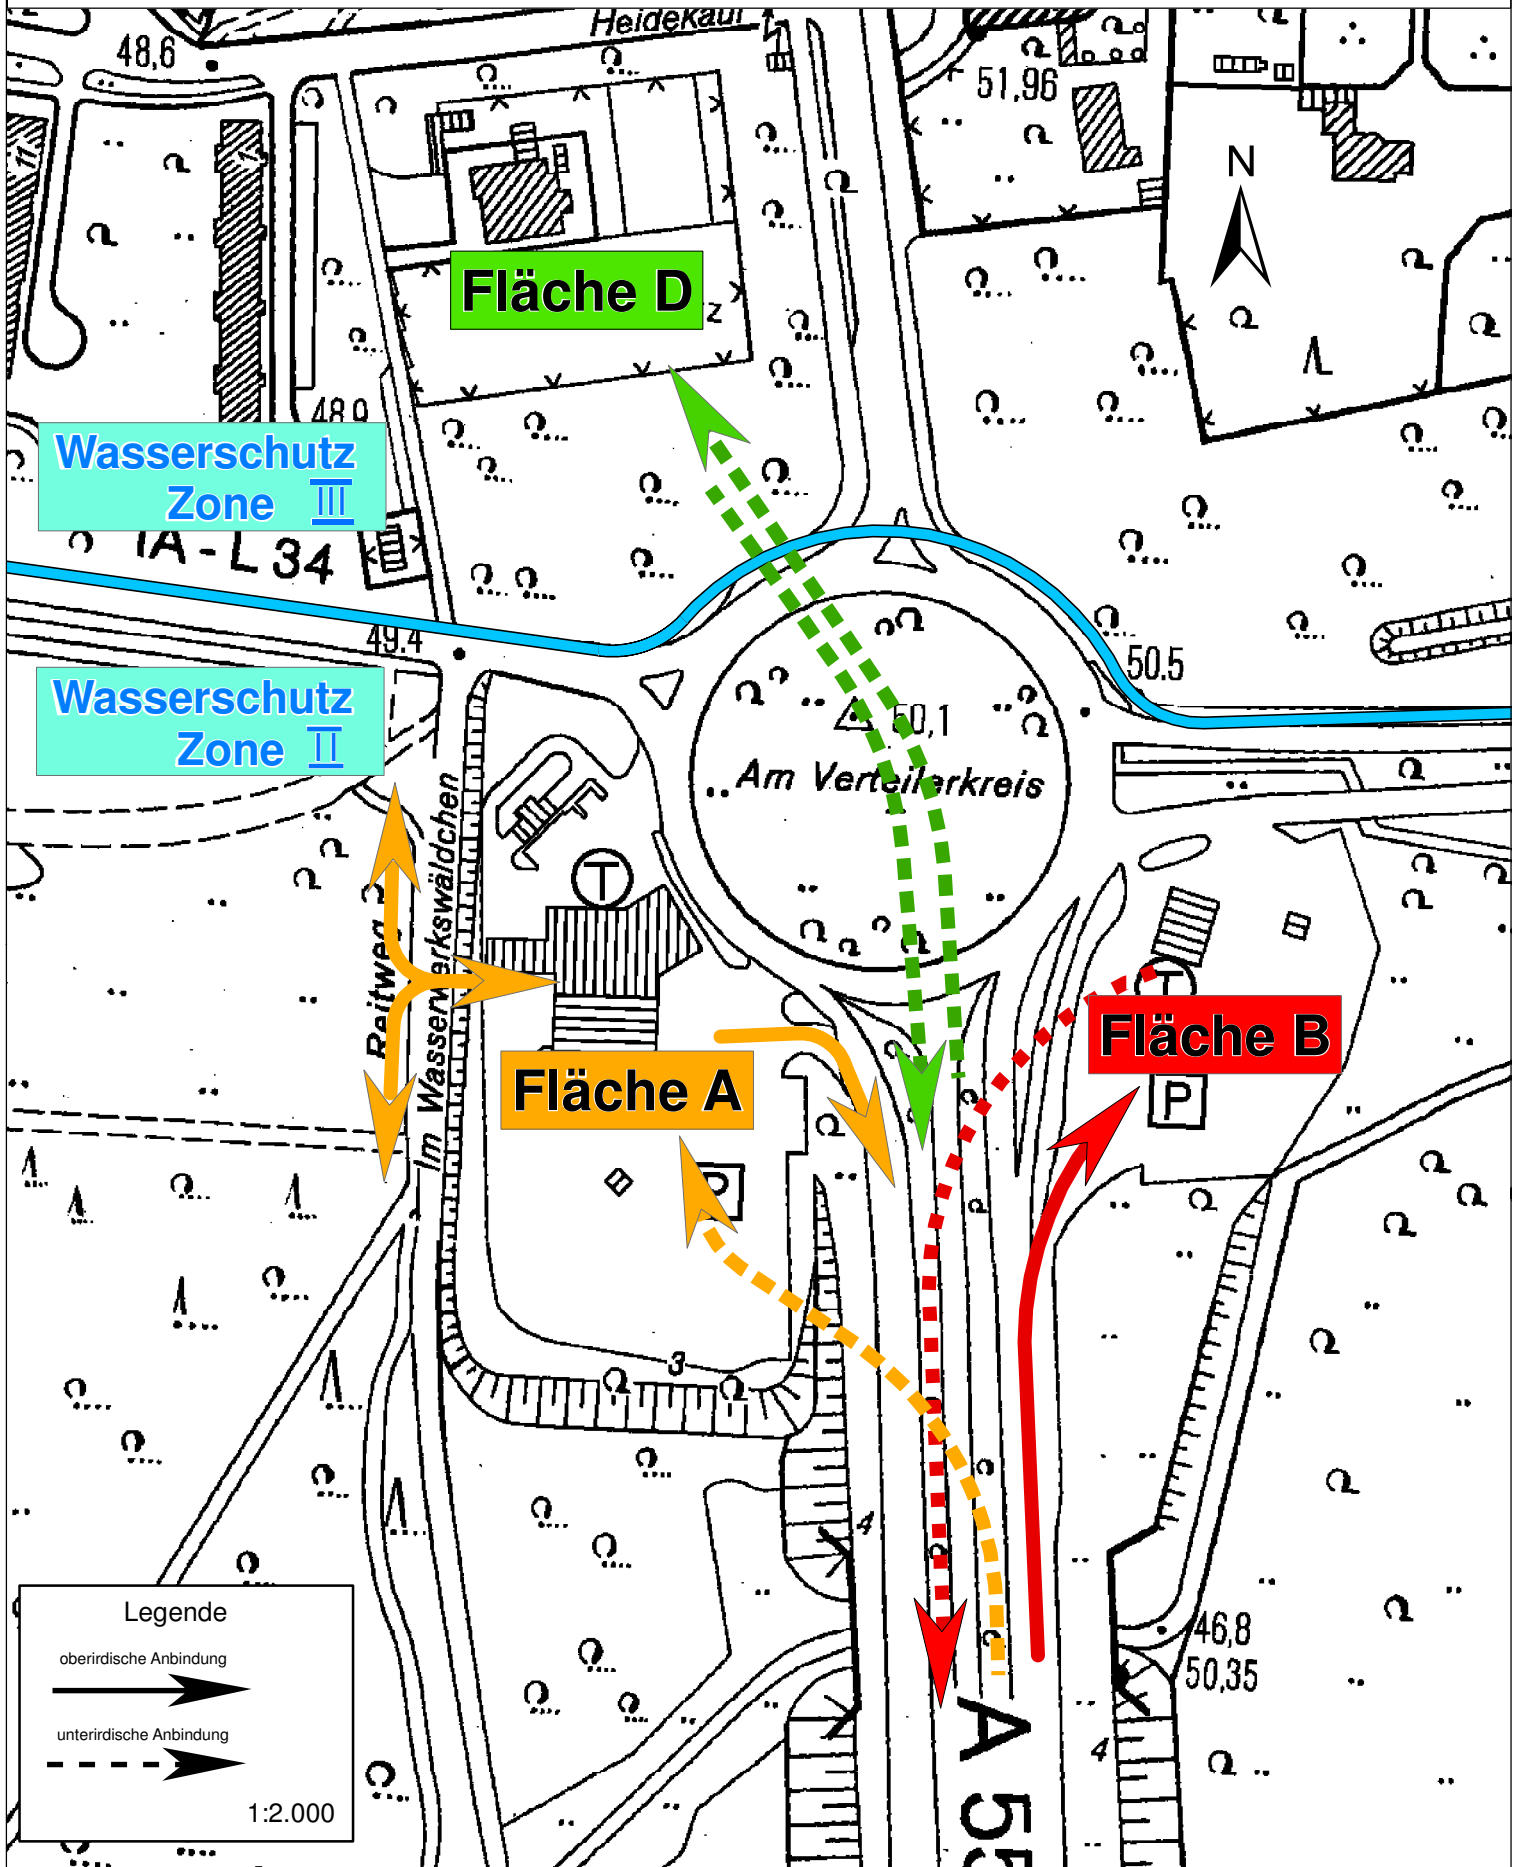 Heidekaul
48,6
51,96
11
1
N
Fläche D
z
48,9
Wasserschutz
Zone III
IA - L 34
49.4
50.5
Wasserschutz
Zone II
50,1
Am Verteilerkreis
Reitweg
Im Wasserwerkswäldchen
T
T
Fläche B
P
Fläche A
P
3
4
46,8
50,35
4
A 55
Legende
oberirdische Anbindung
unterirdische Anbindung
1:2.000